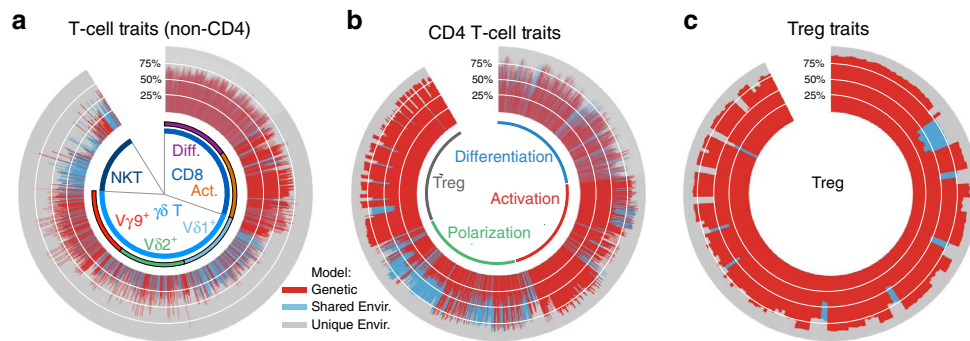 a
T-cell traits (non-CD4)
75%
50%
25%
Diff.
CD8
Act.
NKT
γδ T
Vγ9⁺
Vδ1⁺
Vδ2⁺
b
CD4 T-cell traits
75%
50%
25%
Differentiation
Treg
Activation
Polarization
Model:
Genetic
Shared Envir.
Unique Envir.
c
Treg traits
75%
50%
25%
Treg